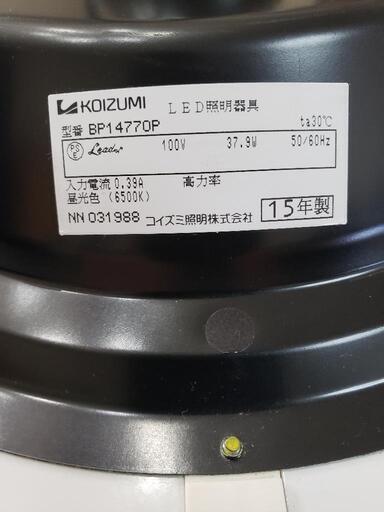 KOIZUMI LED照明器具
型番 BP14770P ta30℃
PS E Leader 100V 37.9W 50/60Hz
入力電流0.39A 高力率
昼光色 (6500K)
NN 031988 コイズミ照明株式会社 15年製